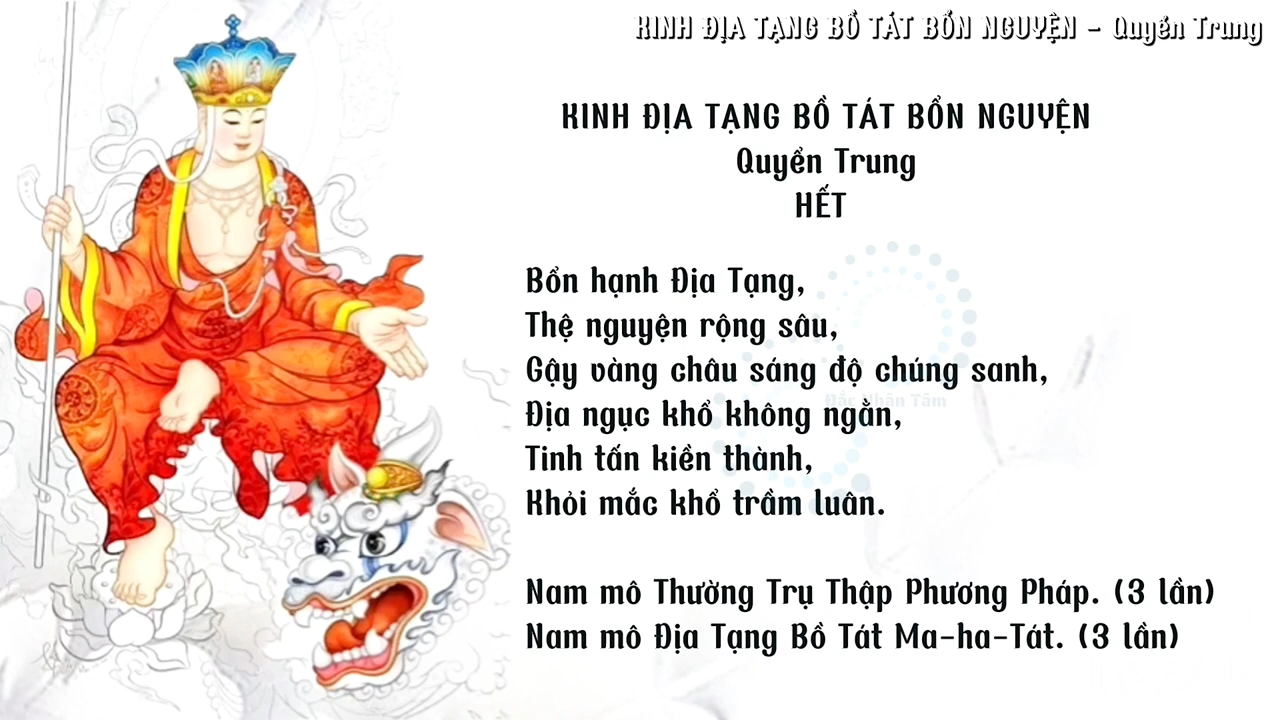 KINH ĐỊA TẠNG BỒ TÁT BỔN NGUYỆN - Quyển Trung
KINH ĐỊA TẠNG BỒ TÁT BỔN NGUYỆN
Quyển Trung
HẾT
Bổn hạnh Địa Tạng,
Thệ nguyện rộng sâu,
Gậy vàng châu sáng độ chúng sanh,
Đắc Nhân Tâm
Địa ngục khổ không ngằn,
Tinh tấn kiền thành,
Khỏi mắc khổ trầm luân.
Nam mô Thường Trụ Thập Phương Pháp. (3 lần)
Nam mô Địa Tạng Bồ Tát Ma-ha-Tát. (3 lần)